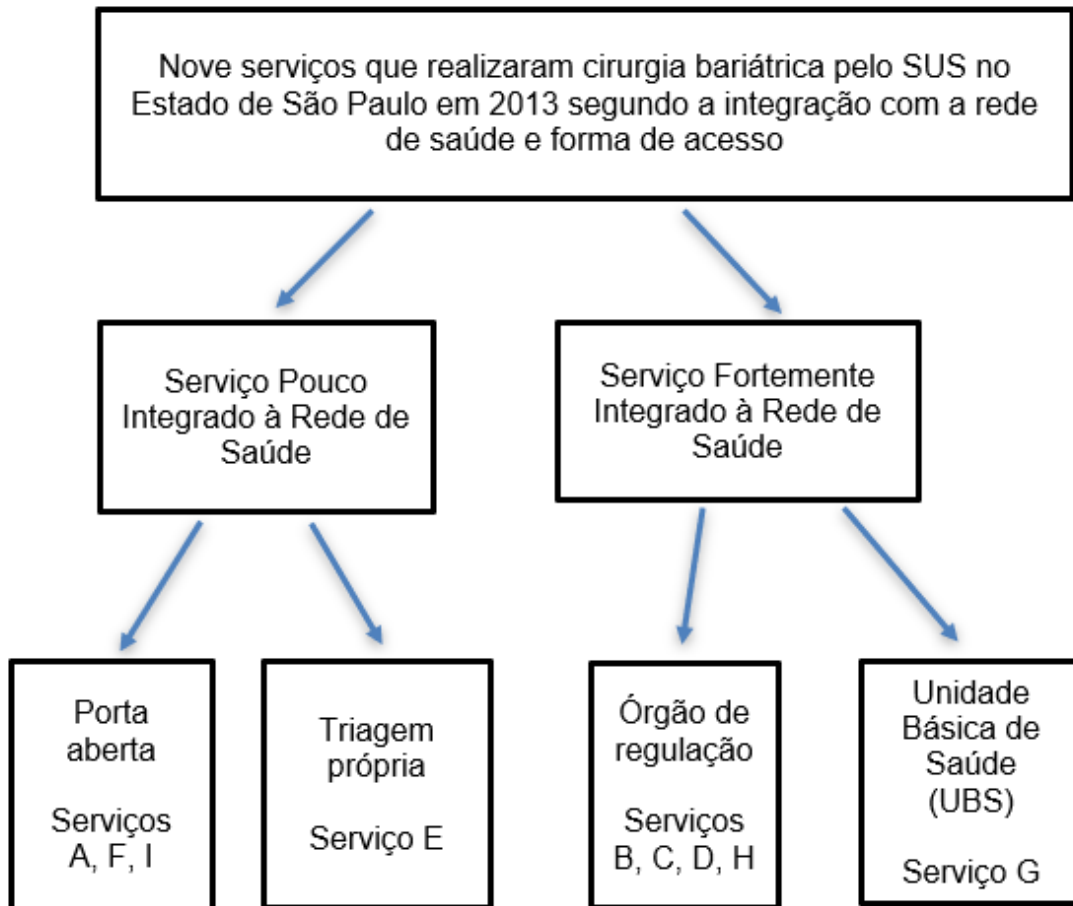 Nove serviços que realizaram cirurgia bariátrica pelo SUS no
Estado de São Paulo em 2013 segundo a integração com a rede
de saúde e forma de acesso
Serviço Pouco
Integrado à Rede de
Saúde
Serviço Fortemente
Integrado à Rede de
Saúde
Porta
aberta
Serviços
A, F, I
Triagem
própria
Serviço E
Órgão de
regulação
Serviços
B, C, D, H
Unidade
Básica de
Saúde
(UBS)
Serviço G